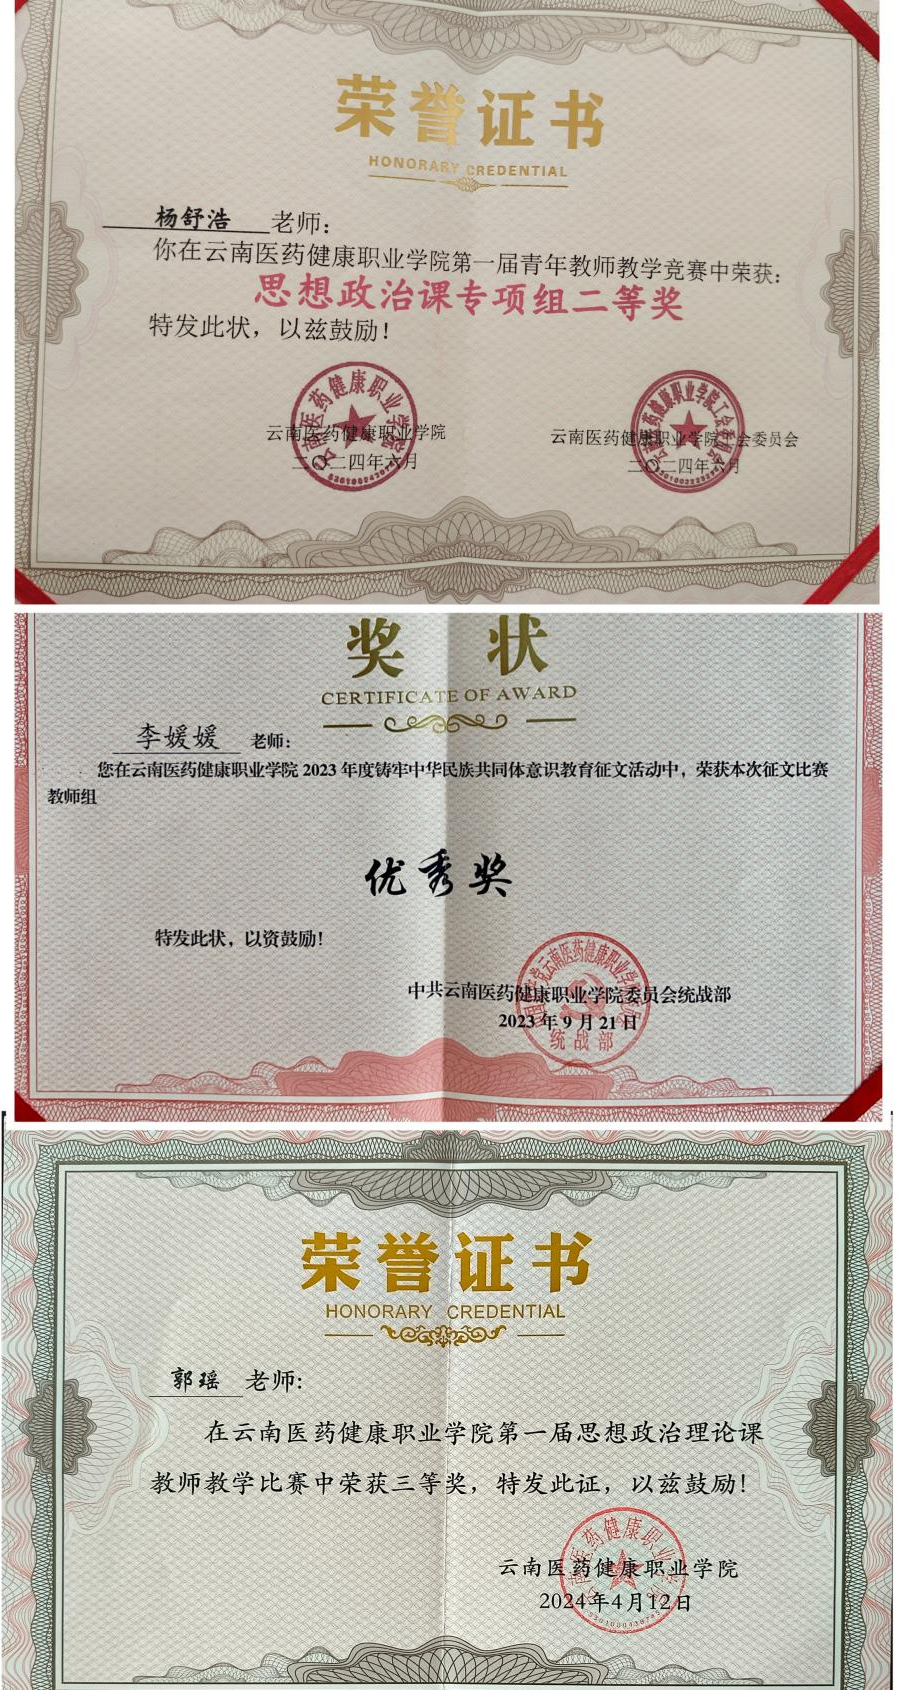 荣誉证书
HONORARY CREDENTIAL
杨舒浩 老师：
你在云南医药健康职业学院第一届青年教师教学竞赛中荣获：
思想政治课专项组二等奖
特发此状，以兹鼓励！
云南医药健康职业学院
二〇二四年六月
云南医药健康职业学院工会委员会
二〇二四年六月
奖 状
CERTIFICATE OF AWARD
李媛媛 老师：
您在云南医药健康职业学院 2023 年度铸牢中华民族共同体意识教育征文活动中，荣获本次征文比赛
教师组
优秀奖
特发此状，以资鼓励！
中共云南医药健康职业学院委员会统战部
2023 年 9 月 21 日
统战部
荣誉证书
HONORARY CREDENTIAL
郭瑶 老师：
在云南医药健康职业学院第一届思想政治理论课
教师教学比赛中荣获三等奖，特发此证，以兹鼓励！
云南医药健康职业学院
2024年4月12日